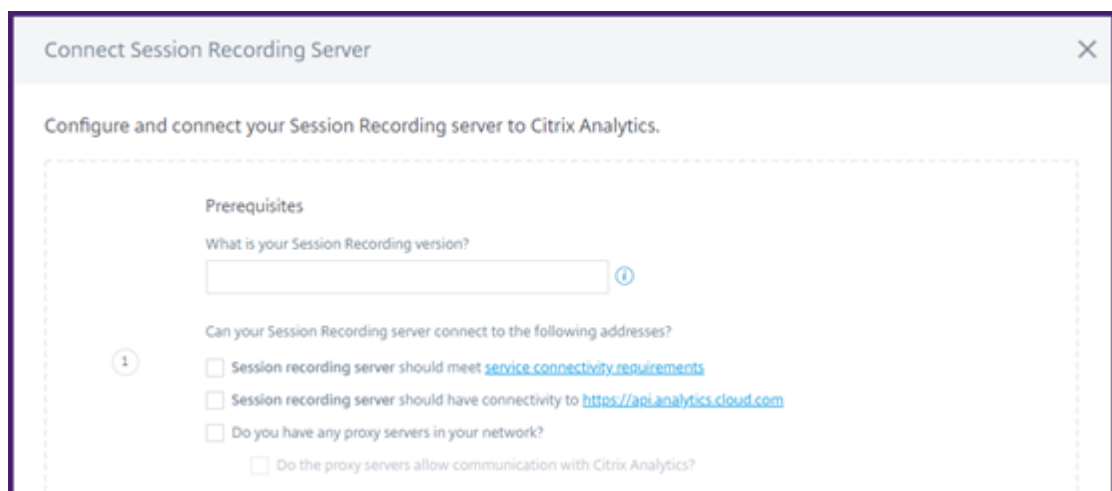 Connect Session Recording Server
Configure and connect your Session Recording server to Citrix Analytics.
Prerequisites
What is your Session Recording version?
Can your Session Recording server connect to the following addresses?
1
Session recording server should meet service connectivity requirements
Session recording server should have connectivity to https://api.analytics.cloud.com
Do you have any proxy servers in your network?
Do the proxy servers allow communication with Citrix Analytics?